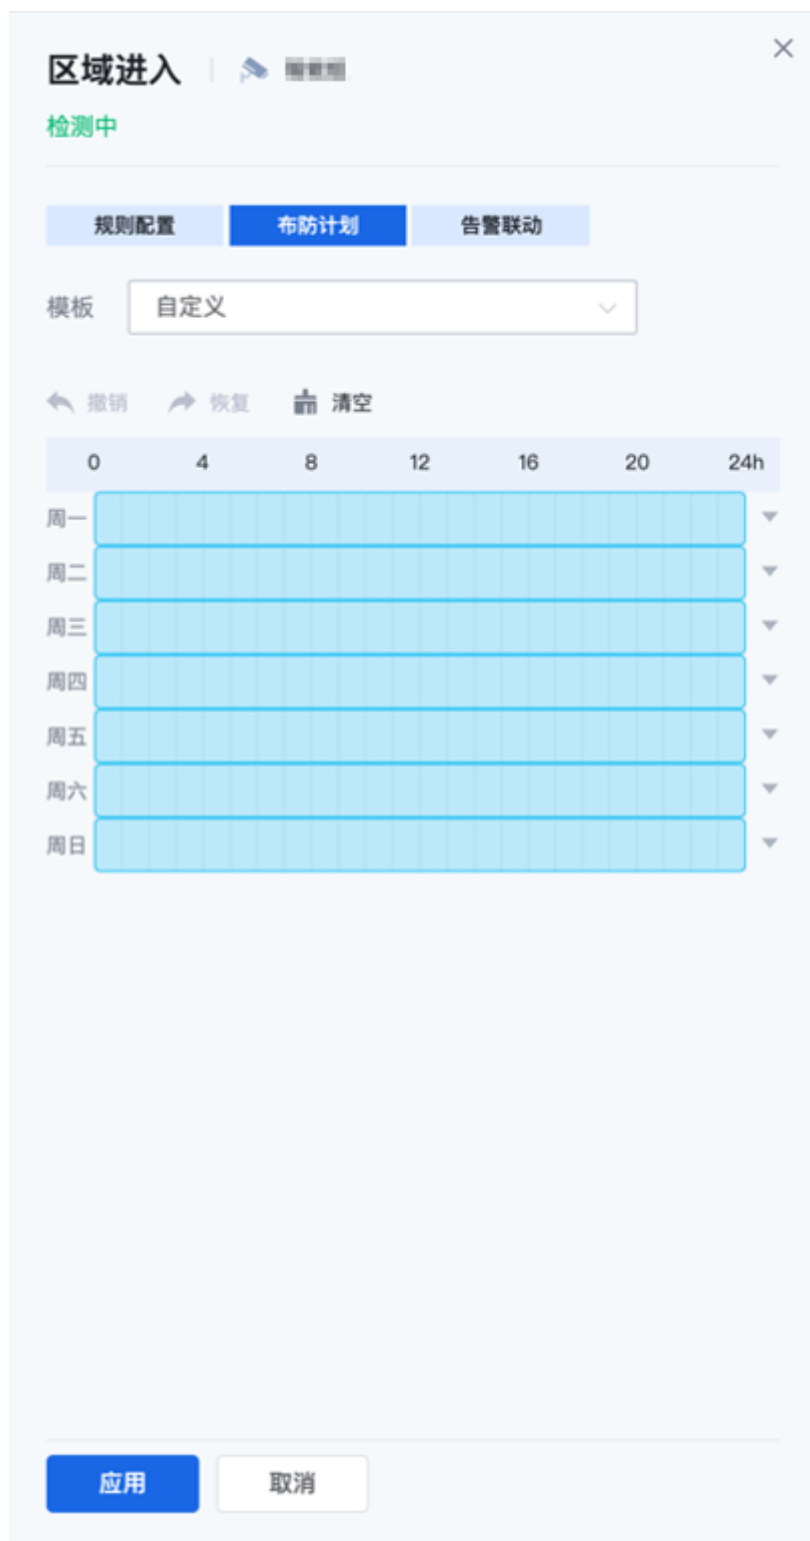 区域进入
检测中
规则配置 布防计划 告警联动
模板 自定义
撤销 恢复 清空
0 4 8 12 16 20 24h
周一
周二
周三
周四
周五
周六
周日
应用 取消